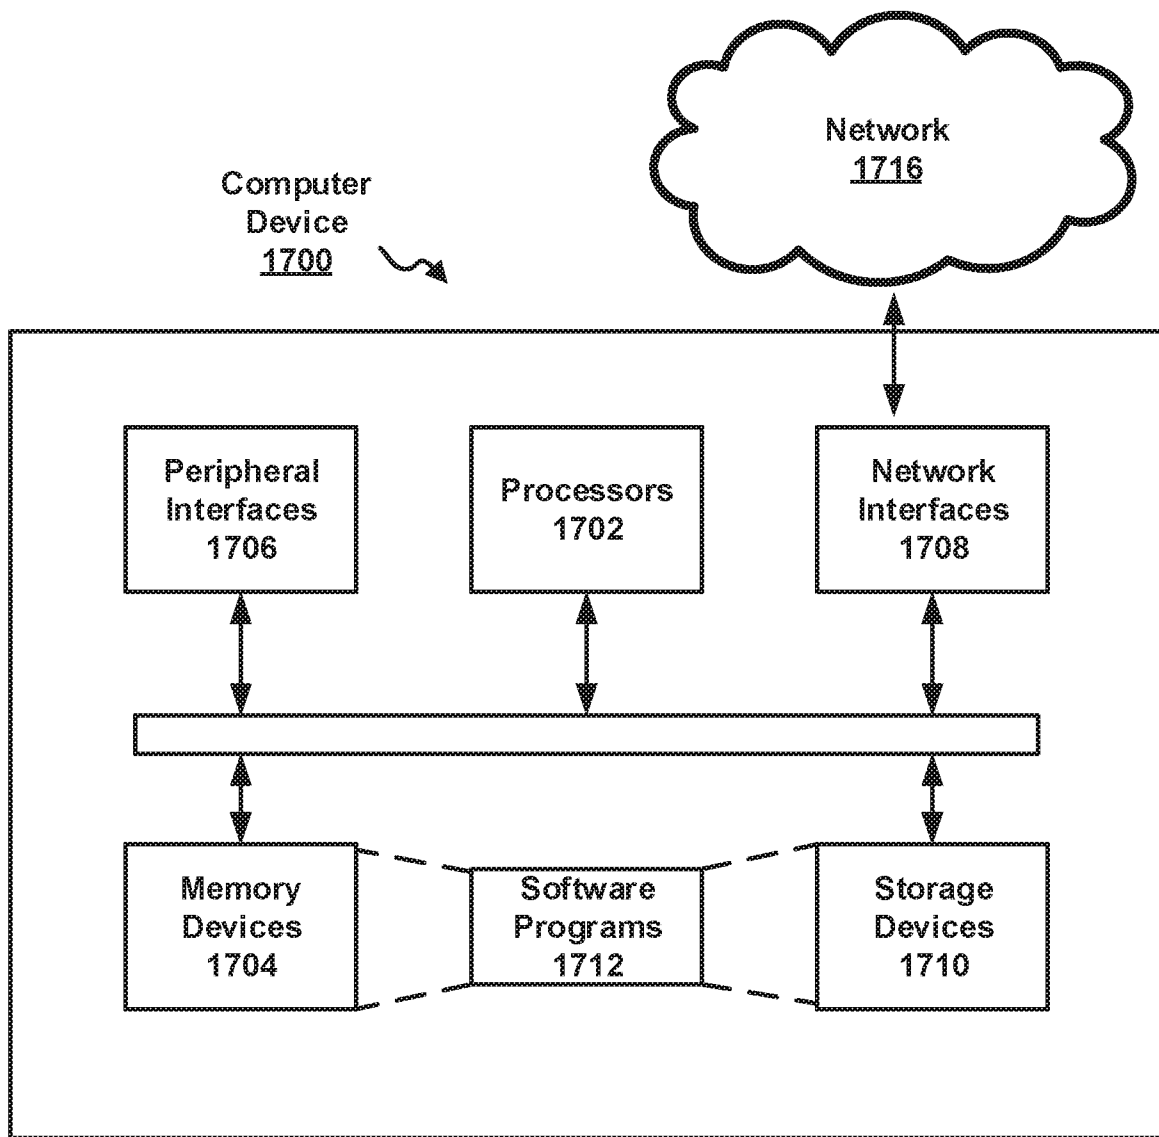 Network
1716
Computer
Device
1700
Peripheral
Interfaces
1706
Processors
1702
Network
Interfaces
1708
Memory
Devices
1704
Software
Programs
1712
Storage
Devices
1710